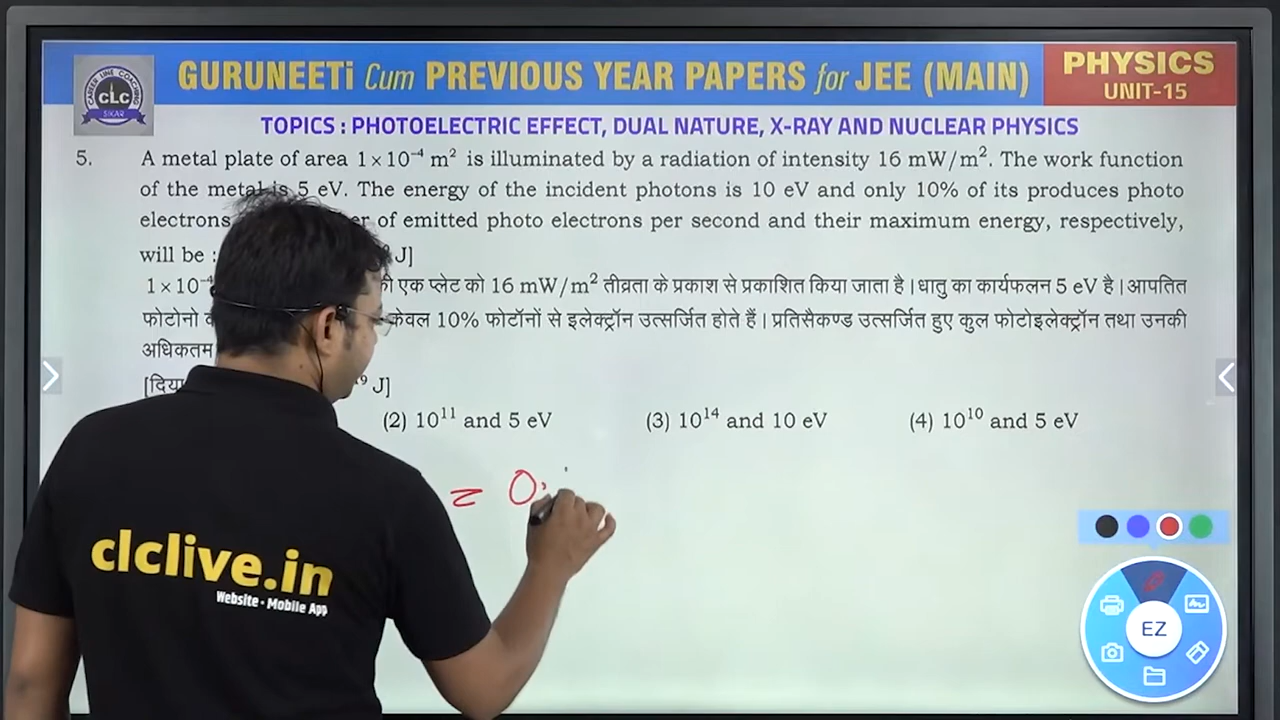 GURUNEETi Cum PREVIOUS YEAR PAPERS for JEE (MAIN)
PHYSICS
UNIT-15
CAREER LINE COACHING
CLC
SIKAR
TOPICS : PHOTOELECTRIC EFFECT, DUAL NATURE, X-RAY AND NUCLEAR PHYSICS
5. A metal plate of area 1×10⁻⁴ m² is illuminated by a radiation of intensity 16 mW/m². The work function
of the metal is 5 eV. The energy of the incident photons is 10 eV and only 10% of its produces photo
electrons of emitted photo electrons per second and their maximum energy, respectively,
will be : J]
1×10 की एक प्लेट को 16 mW/m² तीव्रता के प्रकाश से प्रकाशित किया जाता है। धातु का कार्यफलन 5 eV है। आपतित
फोटोनो केवल 10% फोटॉनों से इलेक्ट्रॉन उत्सर्जित होते हैं। प्रतिसैकण्ड उत्सर्जित हुए कुल फोटोइलेक्ट्रॉन तथा उनकी
अधिकतम
[दिया ⁹ J]
(2) 10¹¹ and 5 eV (3) 10¹⁴ and 10 eV (4) 10¹⁰ and 5 eV
= 0.
clclive.in
Website • Mobile App
EZ